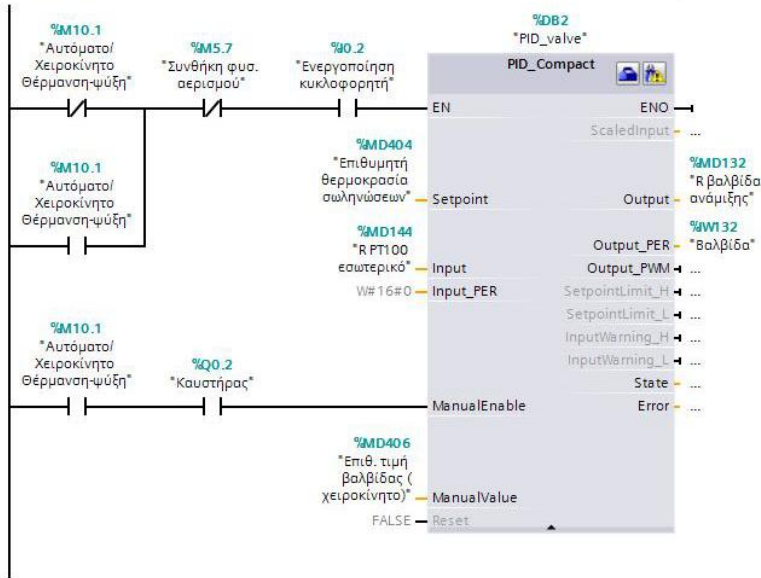 %M10.1
"Αυτόματο/
Χειροκίνητο
Θέρμανση-ψύξη"
%M5.7
"Συνθήκη φυσ.
αερισμού"
%I0.2
"Ενεργοποίηση
κυκλοφορητή"
%DB2
"PID_valve"
PID_Compact
EN
ENO
ScaledInput
...
%M10.1
"Αυτόματο/
Χειροκίνητο
Θέρμανση-ψύξη"
%MD404
"Επιθυμητή
θερμοκρασία
σωληνώσεων"
Setpoint
Output
%MD132
"R βαλβίδα
ανάμιξης"
%MD144
"R PT100
εσωτερικό"
Input
Output_PER
%IW132
"Βαλβίδα"
Output_PWM
...
W#16#0
Input_PER
SetpointLimit_H
...
SetpointLimit_L
...
InputWarning_H
...
InputWarning_L
...
State
...
Error
...
%M10.1
"Αυτόματο/
Χειροκίνητο
Θέρμανση-ψύξη"
%Q0.2
"Καυστήρας"
ManualEnable
%MD406
"Επιθ. τιμή
βαλβίδας (
χειροκίνητο)"
ManualValue
FALSE
Reset